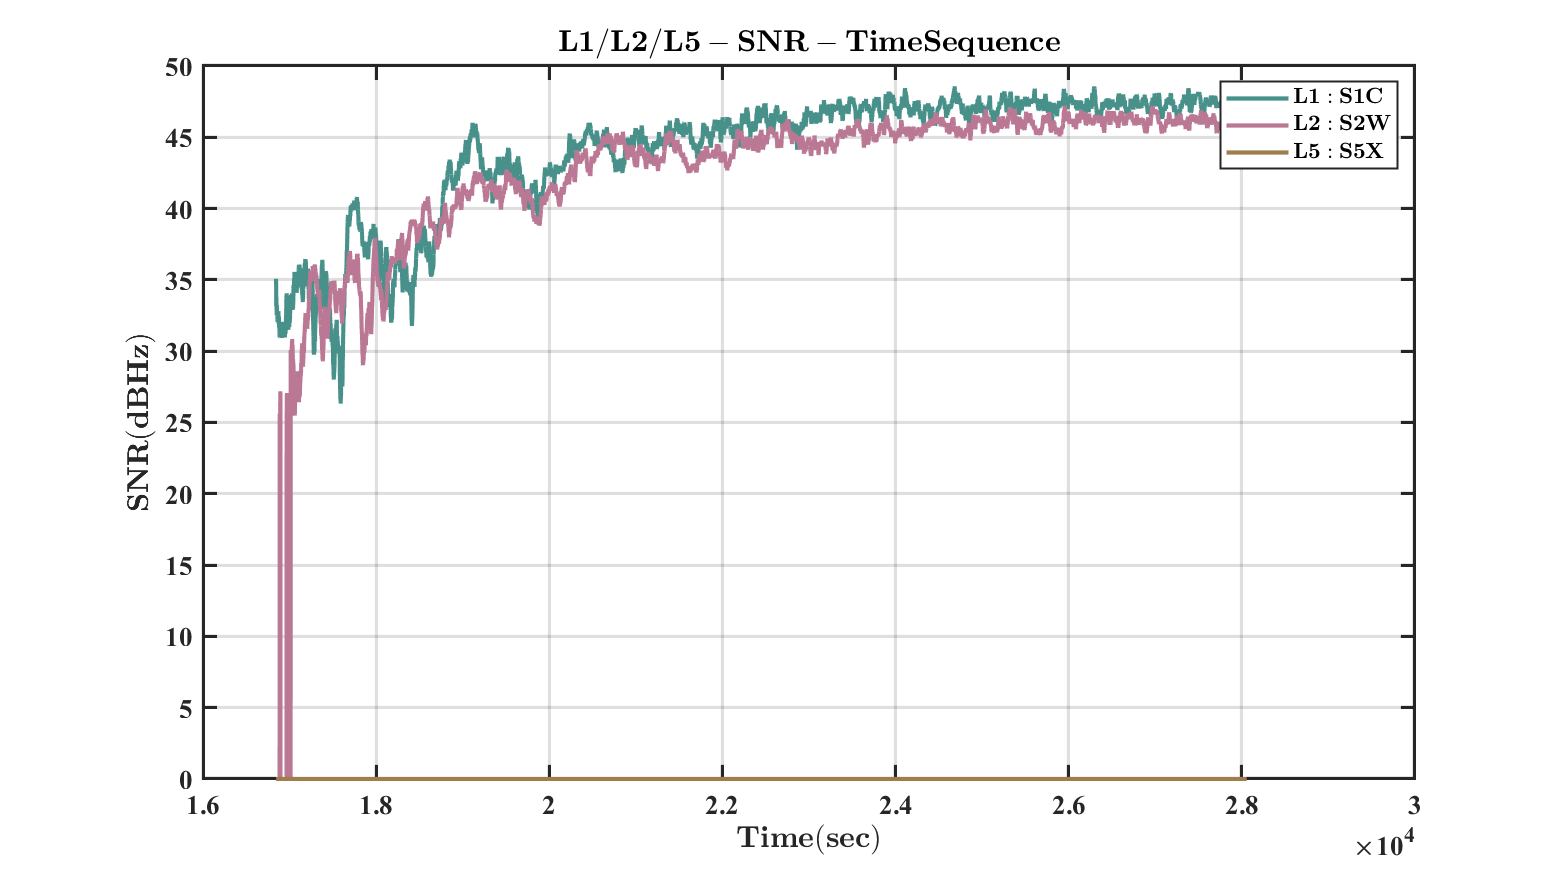 L1/L2/L5 − SNR − TimeSequence
50
45
40
35
30
25
20
15
10
5
0
SNR(dBHz)
L1 : S1C
L2 : S2W
L5 : S5X
1.6 1.8 2 2.2 2.4 2.6 2.8 3
Time(sec)
×10⁴